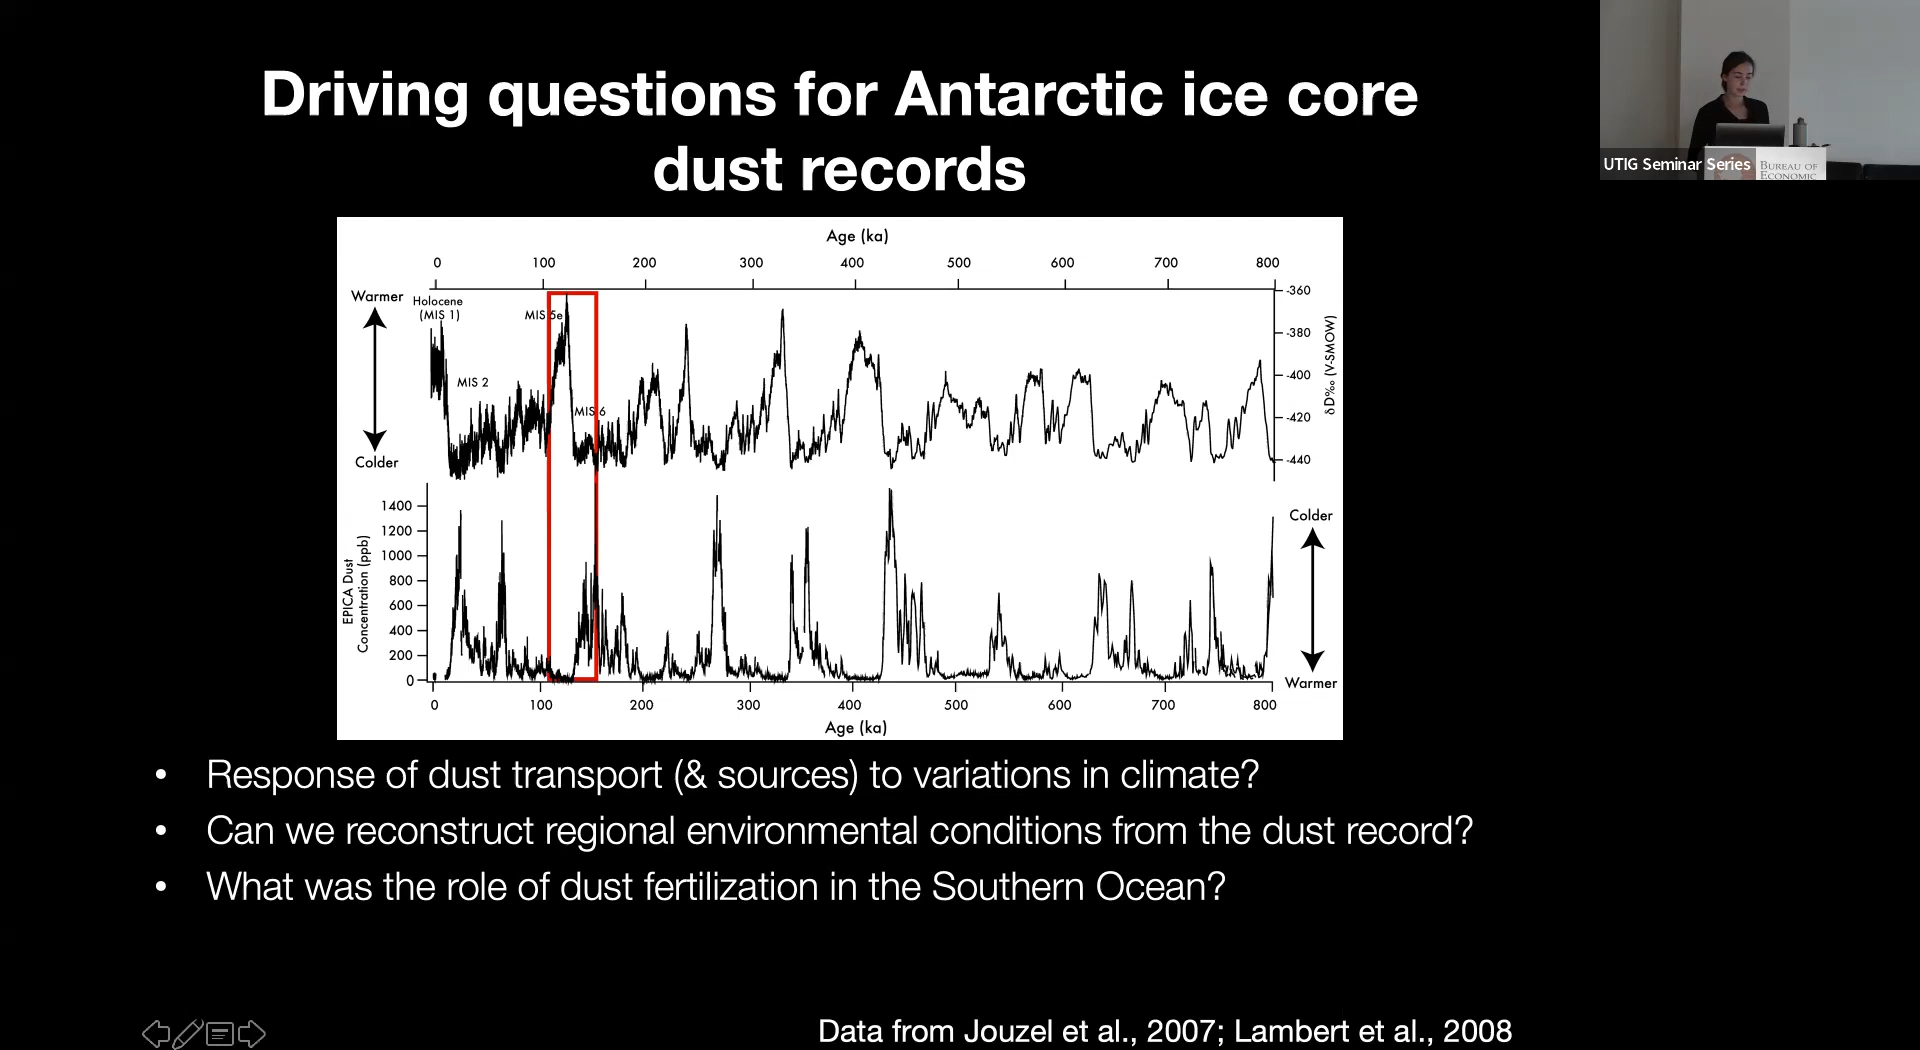 Driving questions for Antarctic ice core
dust records
UTIG Seminar Series
BUREAU OF
ECONOMIC
Age (ka)
0 100 200 300 400 500 600 700 800
Warmer
Holocene
(MIS 1)
MIS 5e
MIS 2
MIS 6
Colder
-360
-380
-400
-420
-440
δD‰ (V-SMOW)
1400
1200
1000
800
600
400
200
0
EPICA Dust
Concentration (ppb)
Colder
Warmer
0 100 200 300 400 500 600 700 800
Age (ka)
• Response of dust transport (& sources) to variations in climate?
• Can we reconstruct regional environmental conditions from the dust record?
• What was the role of dust fertilization in the Southern Ocean?
Data from Jouzel et al., 2007; Lambert et al., 2008